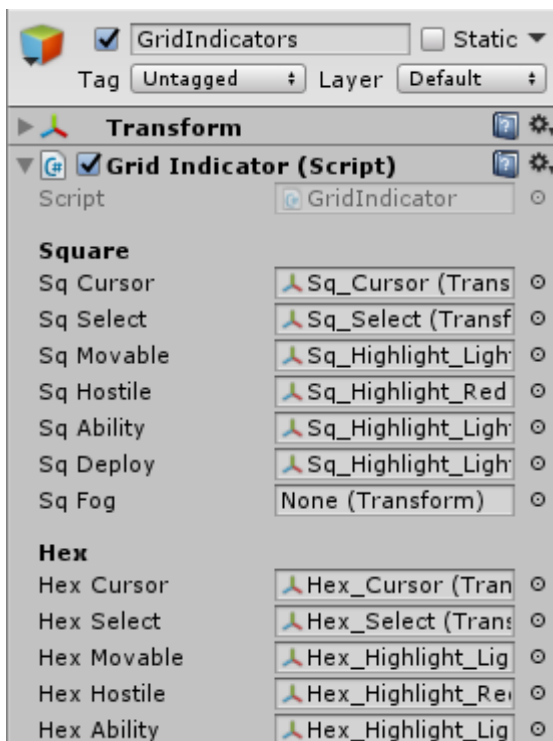 GridIndicators Static
Tag Untagged Layer Default
Transform
Grid Indicator (Script)
Script GridIndicator
Square
Sq Cursor Sq_Cursor (Trans
Sq Select Sq_Select (Transf
Sq Movable Sq_Highlight_Ligh
Sq Hostile Sq_Highlight_Red
Sq Ability Sq_Highlight_Ligh
Sq Deploy Sq_Highlight_Ligh
Sq Fog None (Transform)
Hex
Hex Cursor Hex_Cursor (Tran
Hex Select Hex_Select (Trans
Hex Movable Hex_Highlight_Lig
Hex Hostile Hex_Highlight_Re
Hex Ability Hex_Highlight_Lig